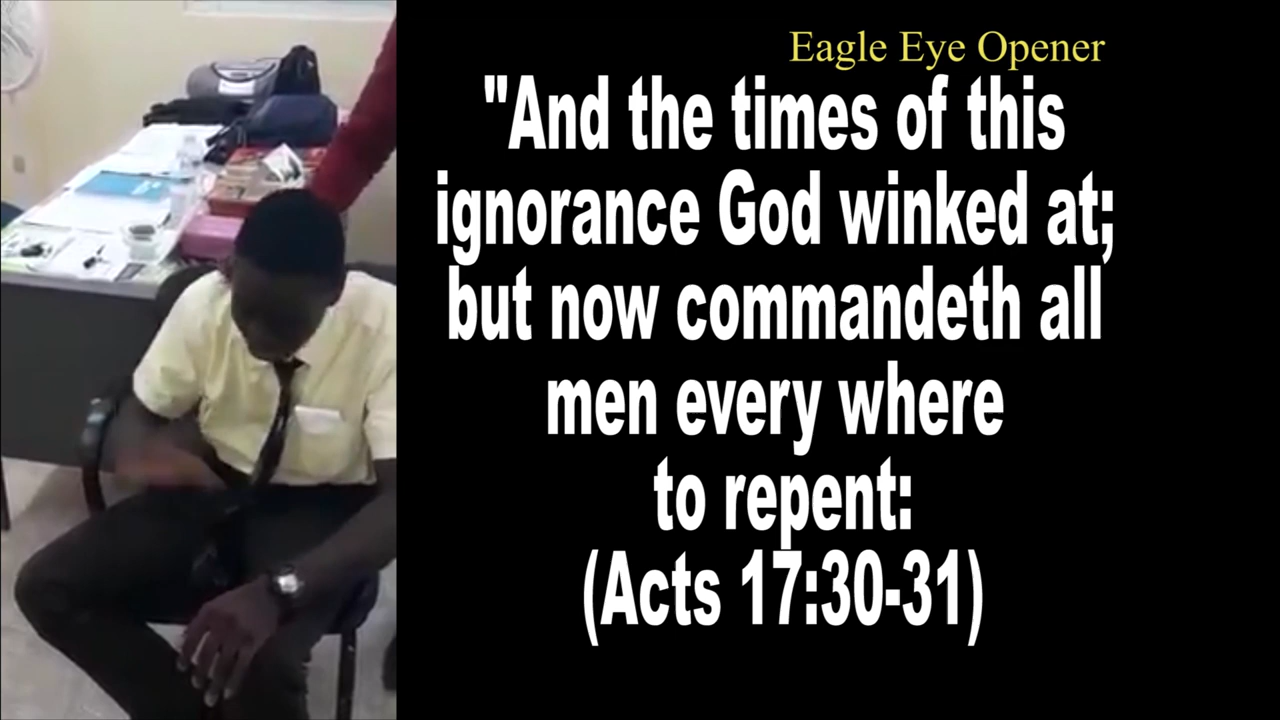 Eagle Eye Opener
"And the times of this
ignorance God winked at;
but now commandeth all
men every where
to repent:
(Acts 17:30-31)